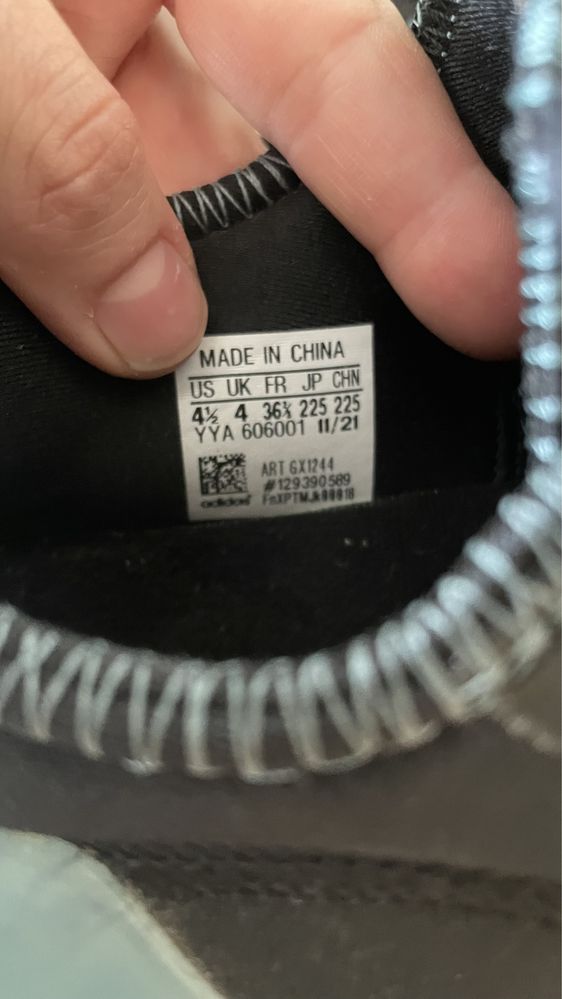 MADE IN CHINA
US UK FR JP CHN
4½ 4 36⅔ 225 225
YYA 606001 11/21
ART GX1244
#129390589
adidas